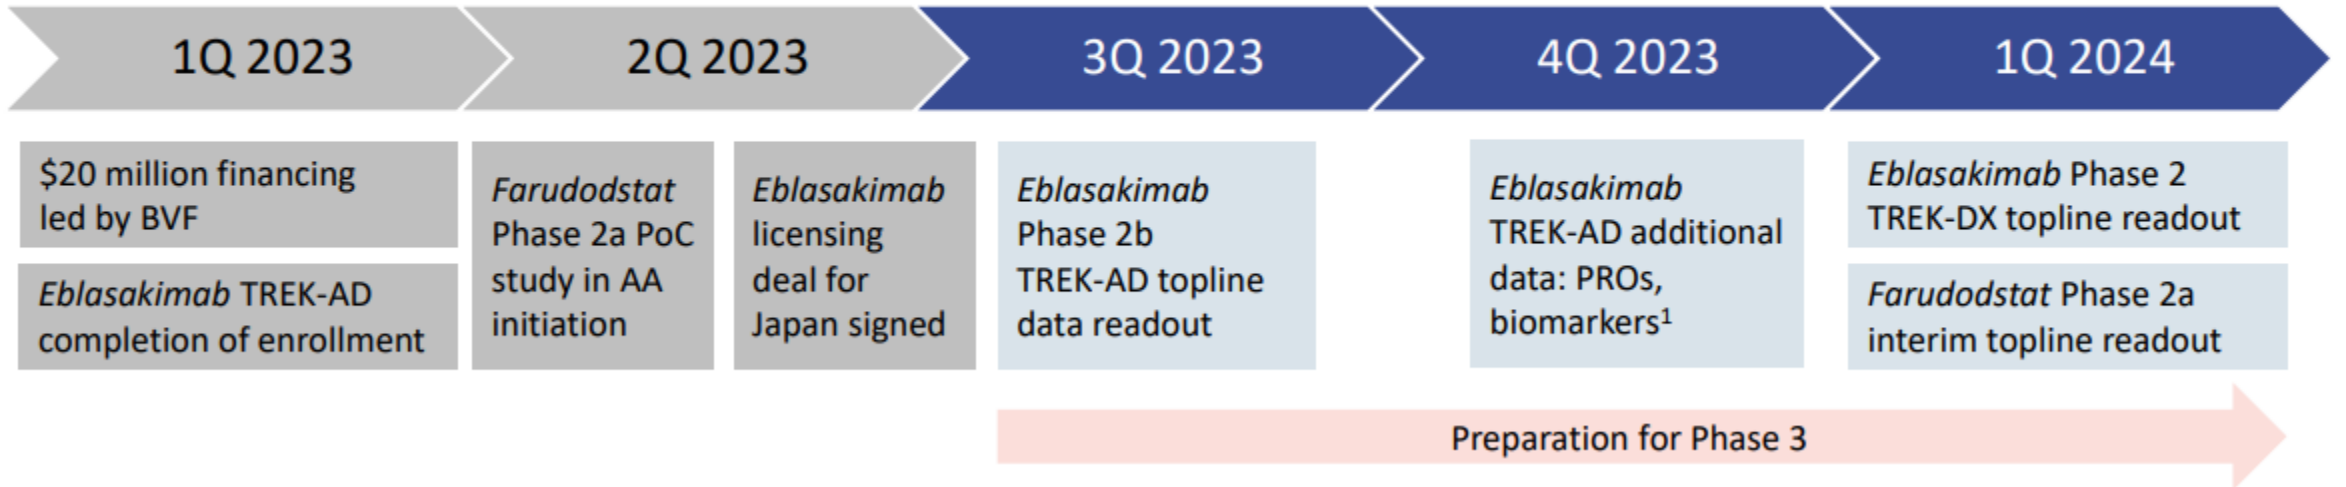 1Q 2023
2Q 2023
3Q 2023
4Q 2023
1Q 2024
$20 million financing
led by BVF
Eblasakimab TREK-AD
completion of enrollment
Farudodstat
Phase 2a PoC
study in AA
initiation
Eblasakimab
licensing
deal for
Japan signed
Eblasakimab
Phase 2b
TREK-AD topline
data readout
Eblasakimab
TREK-AD additional
data: PROs,
biomarkers¹
Eblasakimab Phase 2
TREK-DX topline readout
Farudodstat Phase 2a
interim topline readout
Preparation for Phase 3